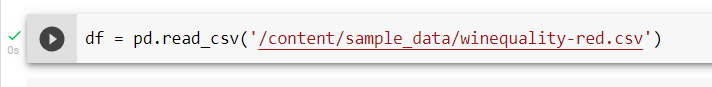 df = pd.read_csv('/content/sample_data/winequality-red.csv')
0s